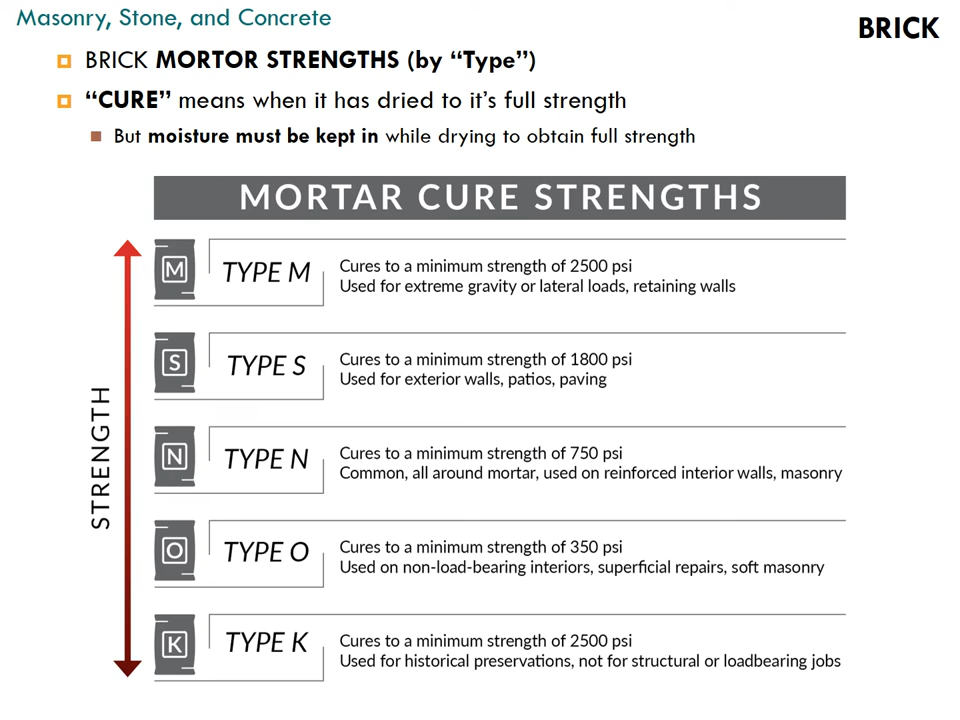 Masonry, Stone, and Concrete
BRICK
BRICK MORTOR STRENGTHS (by “Type”)
“CURE” means when it has dried to it’s full strength
But moisture must be kept in while drying to obtain full strength
MORTAR CURE STRENGTHS
STRENGTH
M
TYPE M
Cures to a minimum strength of 2500 psi
Used for extreme gravity or lateral loads, retaining walls
S
TYPE S
Cures to a minimum strength of 1800 psi
Used for exterior walls, patios, paving
N
TYPE N
Cures to a minimum strength of 750 psi
Common, all around mortar, used on reinforced interior walls, masonry
O
TYPE O
Cures to a minimum strength of 350 psi
Used on non-load-bearing interiors, superficial repairs, soft masonry
K
TYPE K
Cures to a minimum strength of 2500 psi
Used for historical preservations, not for structural or loadbearing jobs